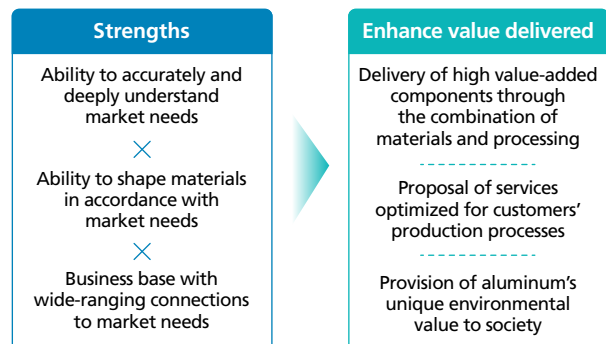 Strengths
Ability to accurately and
deeply understand
market needs
×
Ability to shape materials
in accordance with
market needs
×
Business base with
wide-ranging connections
to market needs
Enhance value delivered
Delivery of high value-added
components through
the combination of
materials and processing
Proposal of services
optimized for customers’
production processes
Provision of aluminum’s
unique environmental
value to society